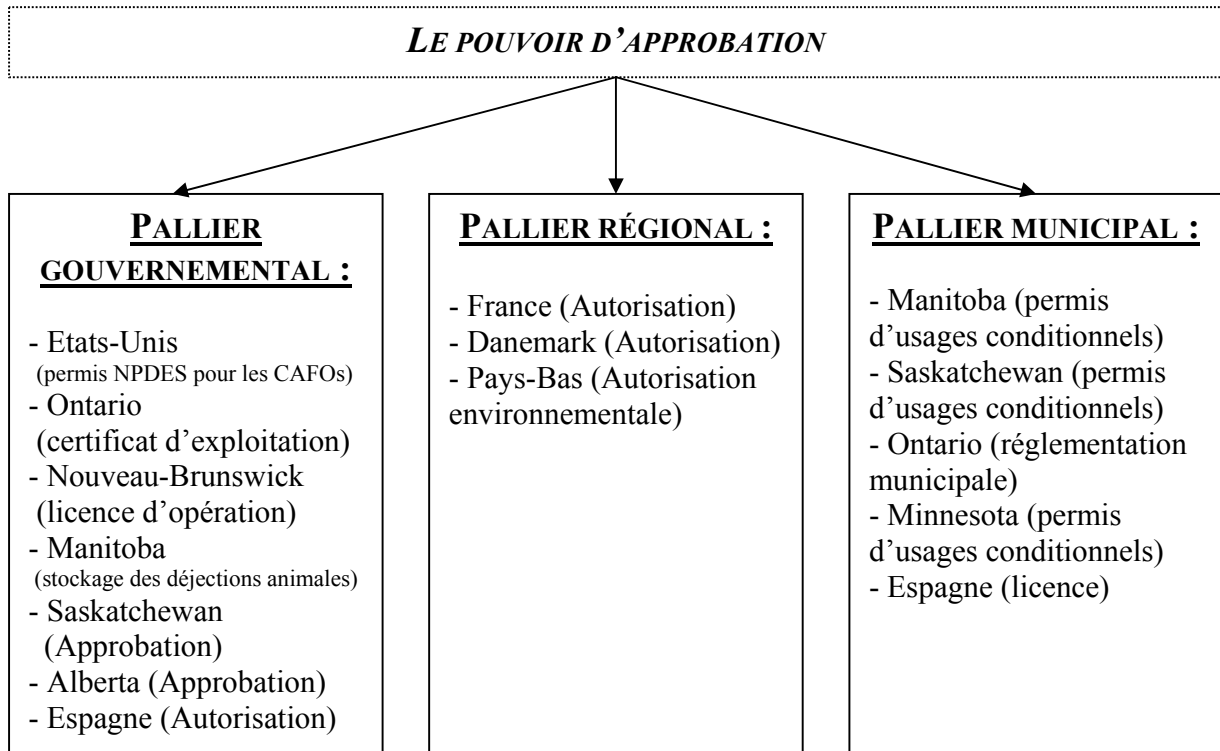 LE POUVOIR D'APPROBATION
PALLIER
GOUVERNEMENTAL :
- Etats-Unis
(permis NPDES pour les CAFOs)
- Ontario
(certificat d'exploitation)
- Nouveau-Brunswick
(licence d'opération)
- Manitoba
(stockage des déjections animales)
- Saskatchewan
(Approbation)
- Alberta (Approbation)
- Espagne (Autorisation)
PALLIER RÉGIONAL :
- France (Autorisation)
- Danemark (Autorisation)
- Pays-Bas (Autorisation
environnementale)
PALLIER MUNICIPAL :
- Manitoba (permis
d'usages conditionnels)
- Saskatchewan (permis
d'usages conditionnels)
- Ontario (réglementation
municipale)
- Minnesota (permis
d'usages conditionnels)
- Espagne (licence)